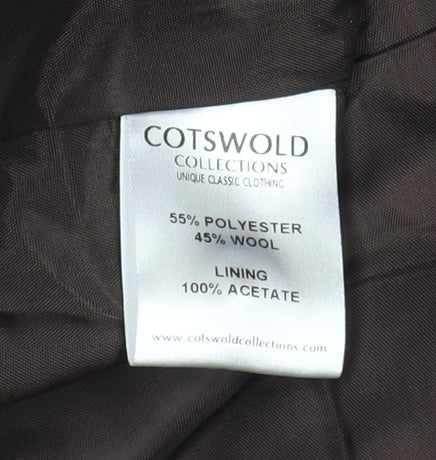 COTSWOLD
COLLECTIONS
UNIQUE CLASSIC CLOTHING
55% POLYESTER
45% WOOL
LINING
100% ACETATE
www.cotswoldcollections.com